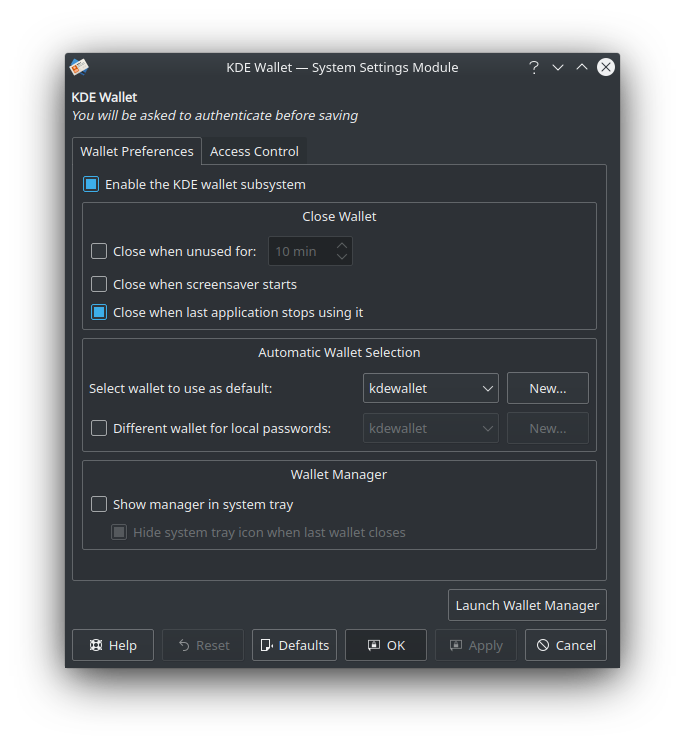 KDE Wallet — System Settings Module
KDE Wallet
You will be asked to authenticate before saving
Wallet Preferences Access Control
Enable the KDE wallet subsystem
Close Wallet
Close when unused for: 10 min
Close when screensaver starts
Close when last application stops using it
Automatic Wallet Selection
Select wallet to use as default: kdewallet New...
Different wallet for local passwords: kdewallet New...
Wallet Manager
Show manager in system tray
Hide system tray icon when last wallet closes
Launch Wallet Manager
Help Reset Defaults OK Apply Cancel